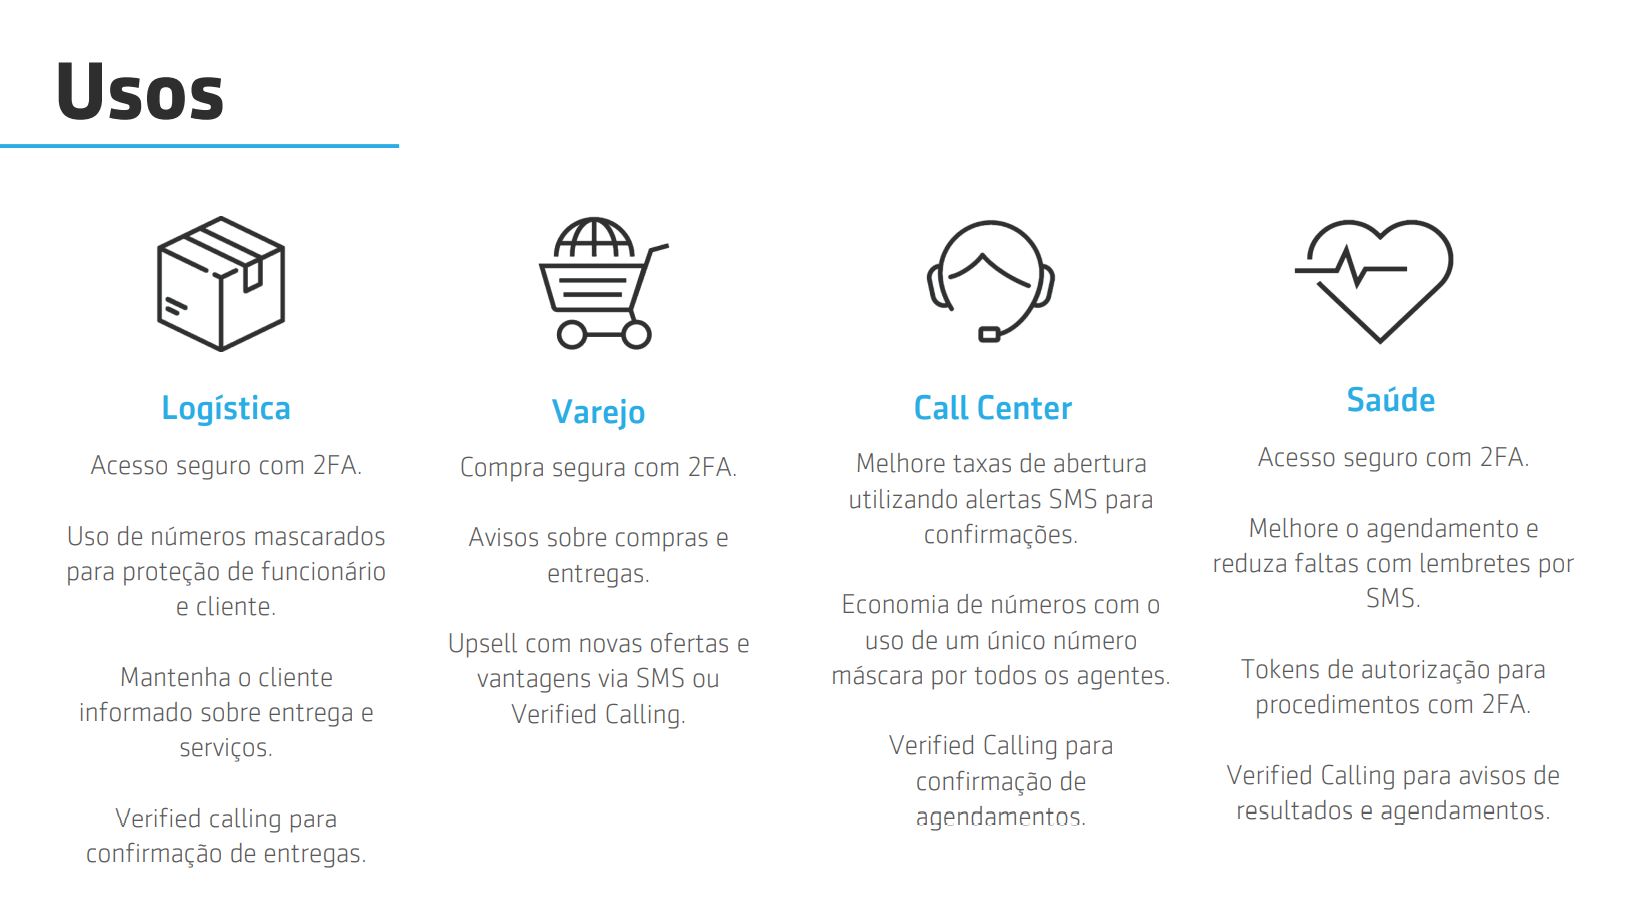 Usos
Logística
Acesso seguro com 2FA.
Uso de números mascarados
para proteção de funcionário
e cliente.
Mantenha o cliente
informado sobre entrega e
serviços.
Verified calling para
confirmação de entregas.
Varejo
Compra segura com 2FA.
Avisos sobre compras e
entregas.
Upsell com novas ofertas e
vantagens via SMS ou
Verified Calling.
Call Center
Melhore taxas de abertura
utilizando alertas SMS para
confirmações.
Economia de números com o
uso de um único número
máscara por todos os agentes.
Verified Calling para
confirmação de
agendamentos.
Saúde
Acesso seguro com 2FA.
Melhore o agendamento e
reduza faltas com lembretes por
SMS.
Tokens de autorização para
procedimentos com 2FA.
Verified Calling para avisos de
resultados e agendamentos.